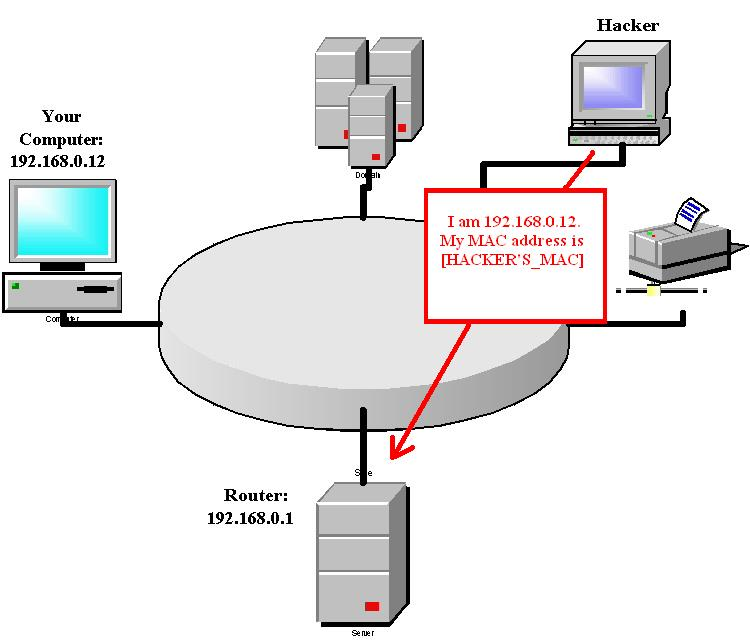 Hacker
Your
Computer:
192.168.0.12
I am 192.168.0.12.
My MAC address is
[HACKER'S_MAC]
Router:
192.168.0.1
Server